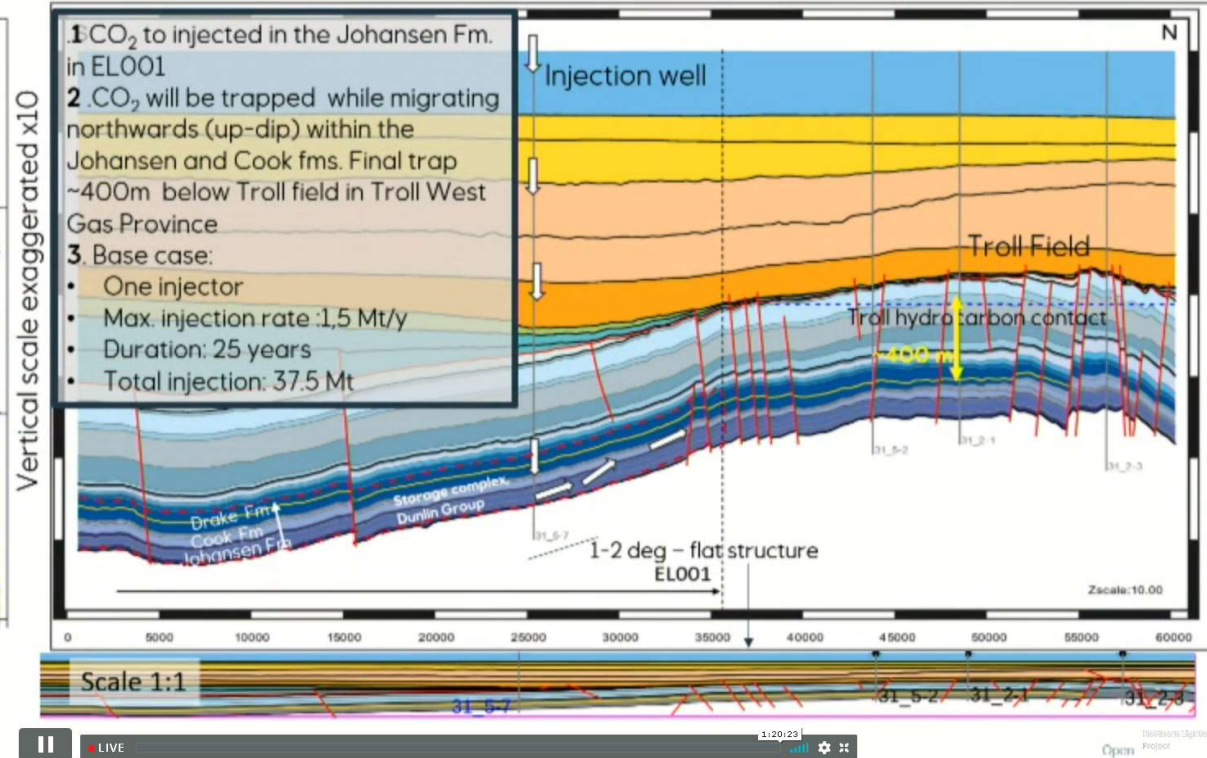 .1 CO₂ to injected in the Johansen Fm.
in EL001
2 .CO₂ will be trapped while migrating
northwards (up-dip) within the
Johansen and Cook fms. Final trap
~400m below Troll field in Troll West
Gas Province
3. Base case:
• One injector
• Max. injection rate :1,5 Mt/y
• Duration: 25 years
• Total injection: 37.5 Mt
Vertical scale exaggerated x10
Injection well
N
Troll Field
Troll hydrocarbon contact
~400 m
31_5-2
31_2-1
31_2-3
Storage complex,
Dunlin Group
Drake Fm
Cook Fm
Johansen Fm
31_5-7
1-2 deg – flat structure
EL001
Zscale:10.00
0 5000 10000 15000 20000 25000 30000 35000 40000 45000 50000 55000 60000
Scale 1:1
31_5-7
31_5-2
31_2-1
31_2-3
1:20:23
LIVE
Open
Project